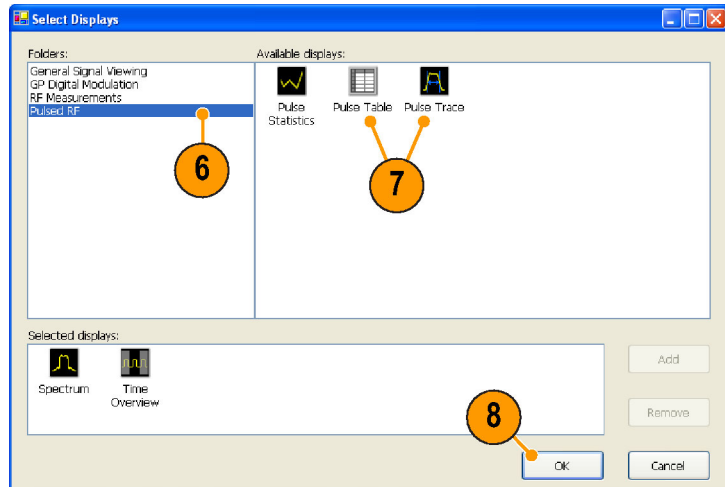 Select Displays
Folders:
Available displays:
General Signal Viewing
GP Digital Modulation
RF Measurements
Pulsed RF
Pulse
Statistics
Pulse Table
Pulse Trace
6
7
Selected displays:
Spectrum
Time
Overview
Add
Remove
8
OK
Cancel